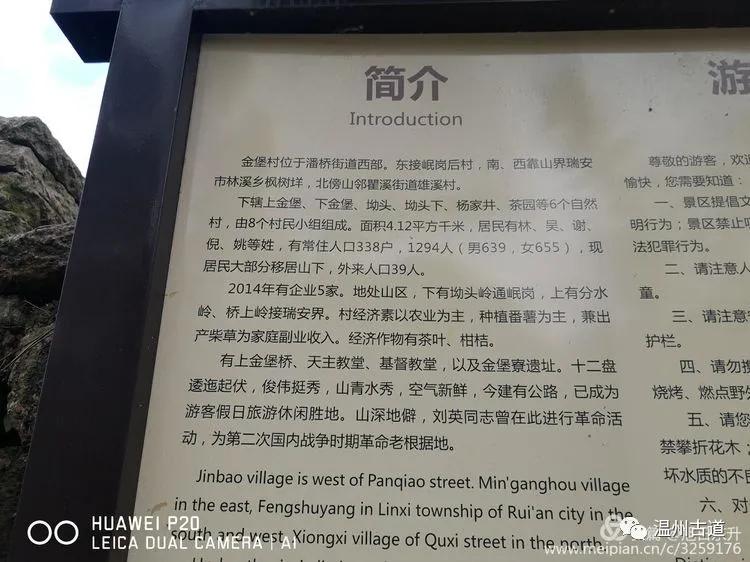 简介
Introduction
金堡村位于潘桥街道西部。东接岷岗后村，南、西靠山界瑞安
市林溪乡枫树垟，北傍山邻瞿溪街道雄溪村。
下辖上金堡、下金堡、坳头、坳头下、杨家井、茶园等6个自然
村，由8个村民小组组成。面积4.12平方千米，居民有林、吴、谢、
倪、姚等姓，有常住人口338户，1294人（男639，女655），现
居民大部分移居山下，外来人口39人。
2014年有企业5家。地处山区，下有坳头岭通岷岗，上有分水
岭、桥上岭接瑞安界。村经济素以农业为主，种植番薯为主，兼出
产柴草为家庭副业收入。经济作物有茶叶、柑桔。
有上金堡桥、天主教堂、基督教堂，以及金堡寮遗址。十二盘
逶迤起伏，俊伟挺秀，山青水秀，空气新鲜，今建有公路，已成为
游客假日旅游休闲胜地。山深地僻，刘英同志曾在此进行革命活
动，为第二次国内战争时期革命老根据地。
Jinbao village is west of Panqiao street. Min'ganghou village
in the east, Fengshuyang in Linxi township of Rui'an city in the
south and west, Xiongxi village of Quxi street in the north
游
尊敬的游客，欢迎
愉快，您需要知道：
一、景区提倡文
明行为；景区禁止
法犯罪行为。
二、请注意人
童。
三、请注意
护栏。
四、请勿
烧烤、燃点野
五、请您
禁攀折花木；
坏水质的不良
六、对
HUAWEI P20
LEICA DUAL CAMERA | AI
温州古道
www.meipian.cn/c/3259176